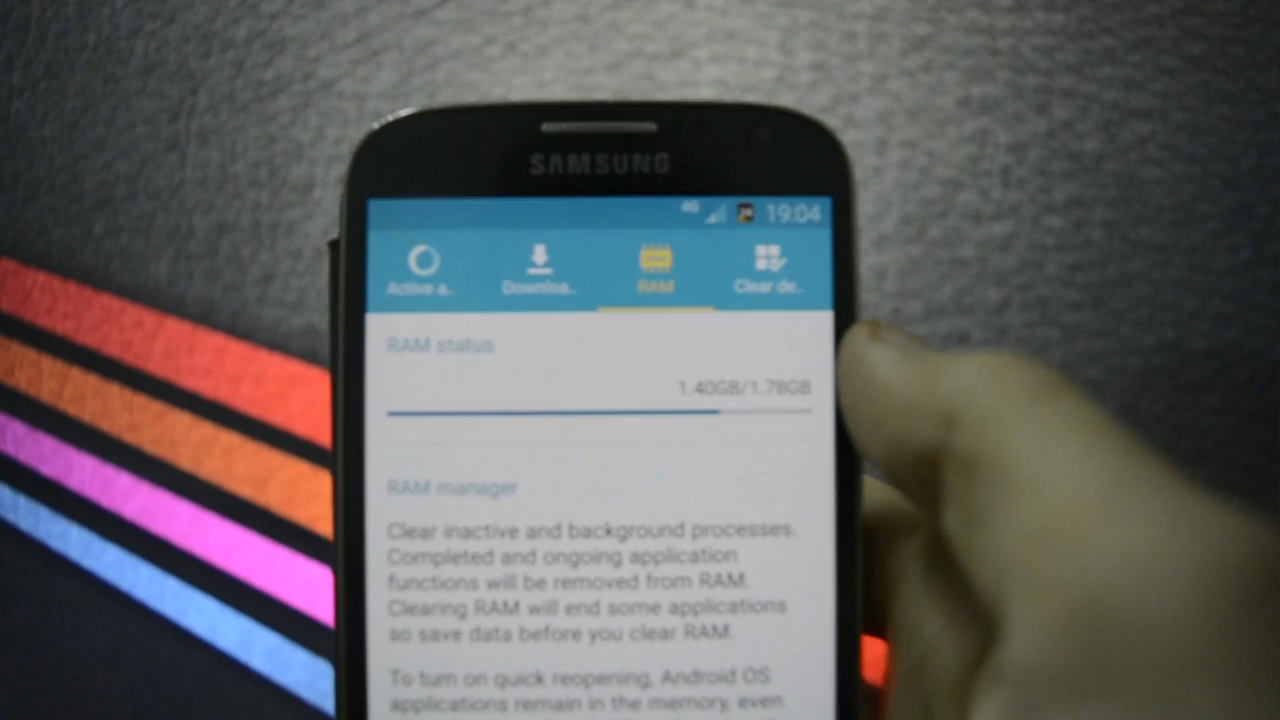 SAMSUNG
4G 19:04
Active a.. Downloa.. RAM Clear de..
RAM status
1.40GB/1.78GB
RAM manager
Clear inactive and background processes.
Completed and ongoing application
functions will be removed from RAM.
Clearing RAM will end some applications
so save data before you clear RAM.
To turn on quick reopening, Android OS
applications remain in the memory, even